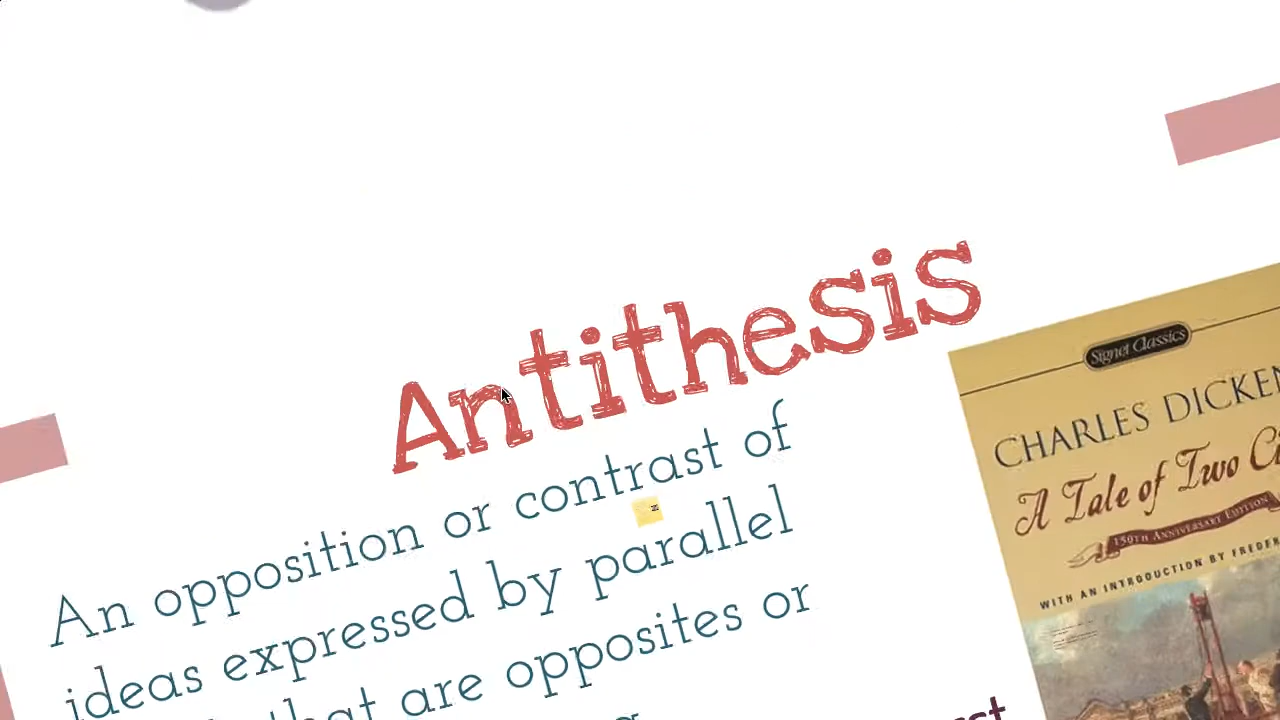 Antithesis
An opposition or contrast of
ideas expressed by parallel
that are opposites or
Signet Classics
CHARLES DICKEN
A Tale of Two Ci
150TH ANNIVERSARY EDITION
WITH AN INTRODUCTION BY FREDER